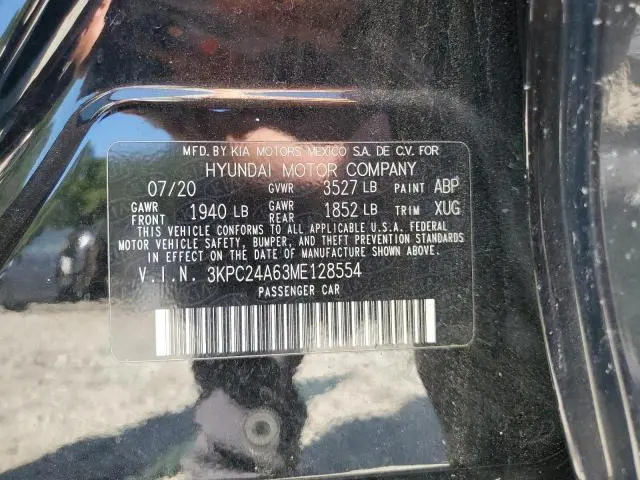 MFD. BY KIA MOTORS MEXICO S.A. DE C.V. FOR
HYUNDAI MOTOR COMPANY
07/20 GVWR 3527 LB PAINT ABP
GAWR FRONT 1940 LB GAWR REAR 1852 LB TRIM XUG
THIS VEHICLE CONFORMS TO ALL APPLICABLE U.S.A. FEDERAL
MOTOR VEHICLE SAFETY, BUMPER, AND THEFT PREVENTION STANDARDS
IN EFFECT ON THE DATE OF MANUFACTURE SHOWN ABOVE.
V.I.N. 3KPC24A63ME128554
PASSENGER CAR